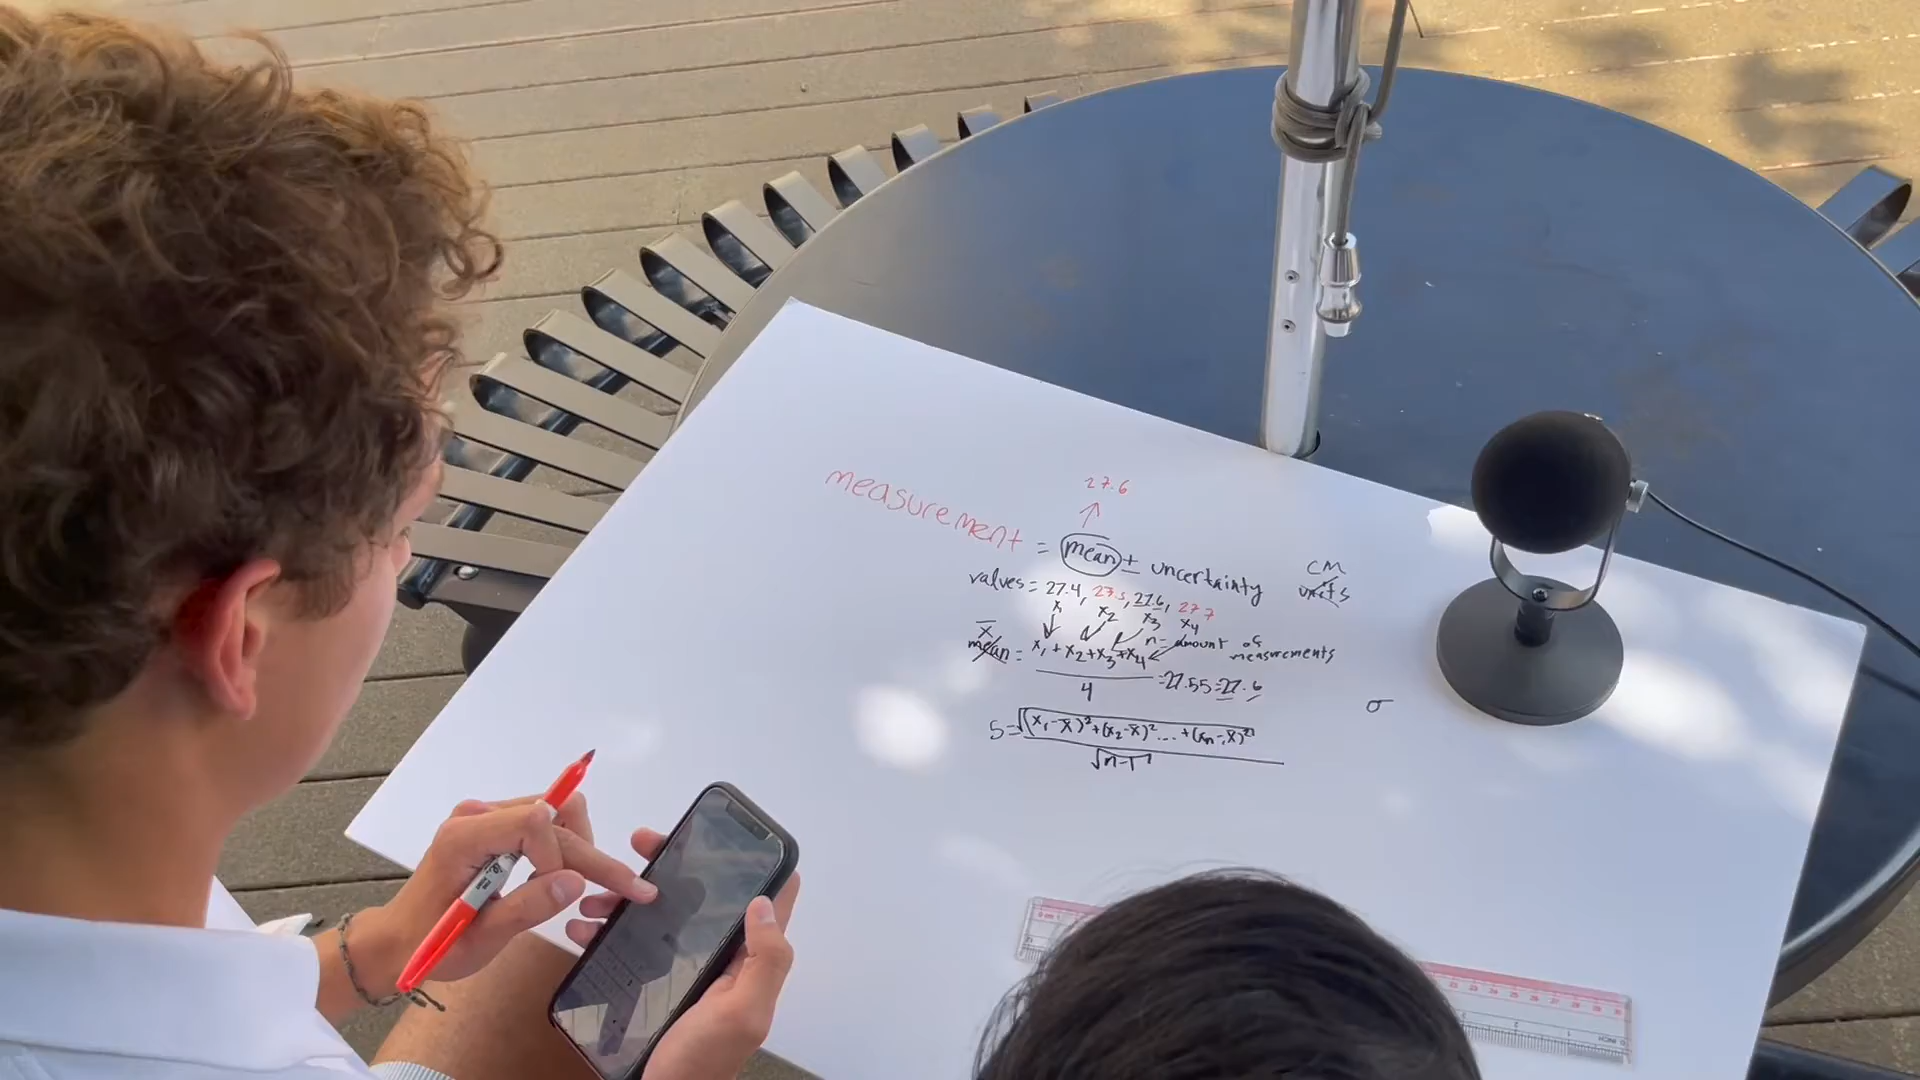 27.6
↑
measurement = mean ± uncertainty
CM
units
values = 27.4, 27.5, 27.6, 27.7
x₁ x₂ x₃ x₄
n - amount of measurements
x̄
mean = x₁ + x₂ + x₃ + x₄ = 27.55 = 27.6
4
σ
S = √(x₁ - x̄)² + (x₂ - x̄)² ... + (xₙ - x̄)²
√n-1